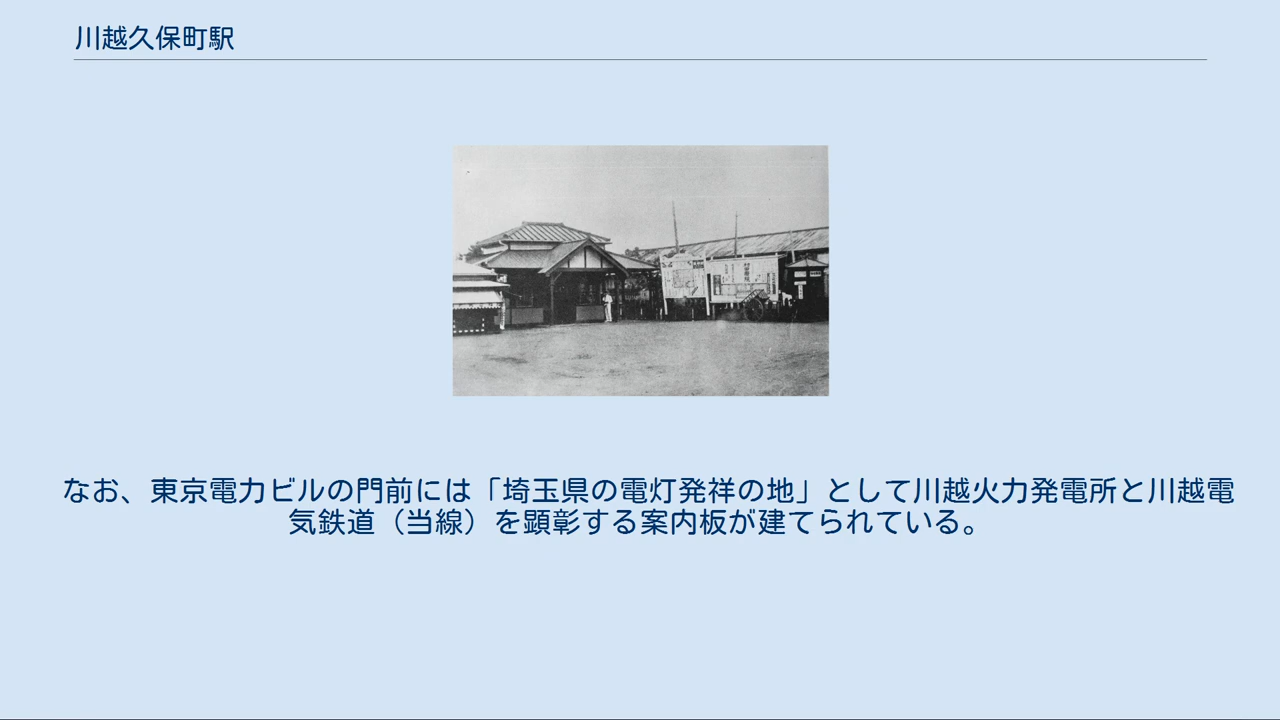 川越久保町駅
なお、東京電力ビルの門前には「埼玉県の電灯発祥の地」として川越火力発電所と川越電
気鉄道（当線）を顕彰する案内板が建てられている。